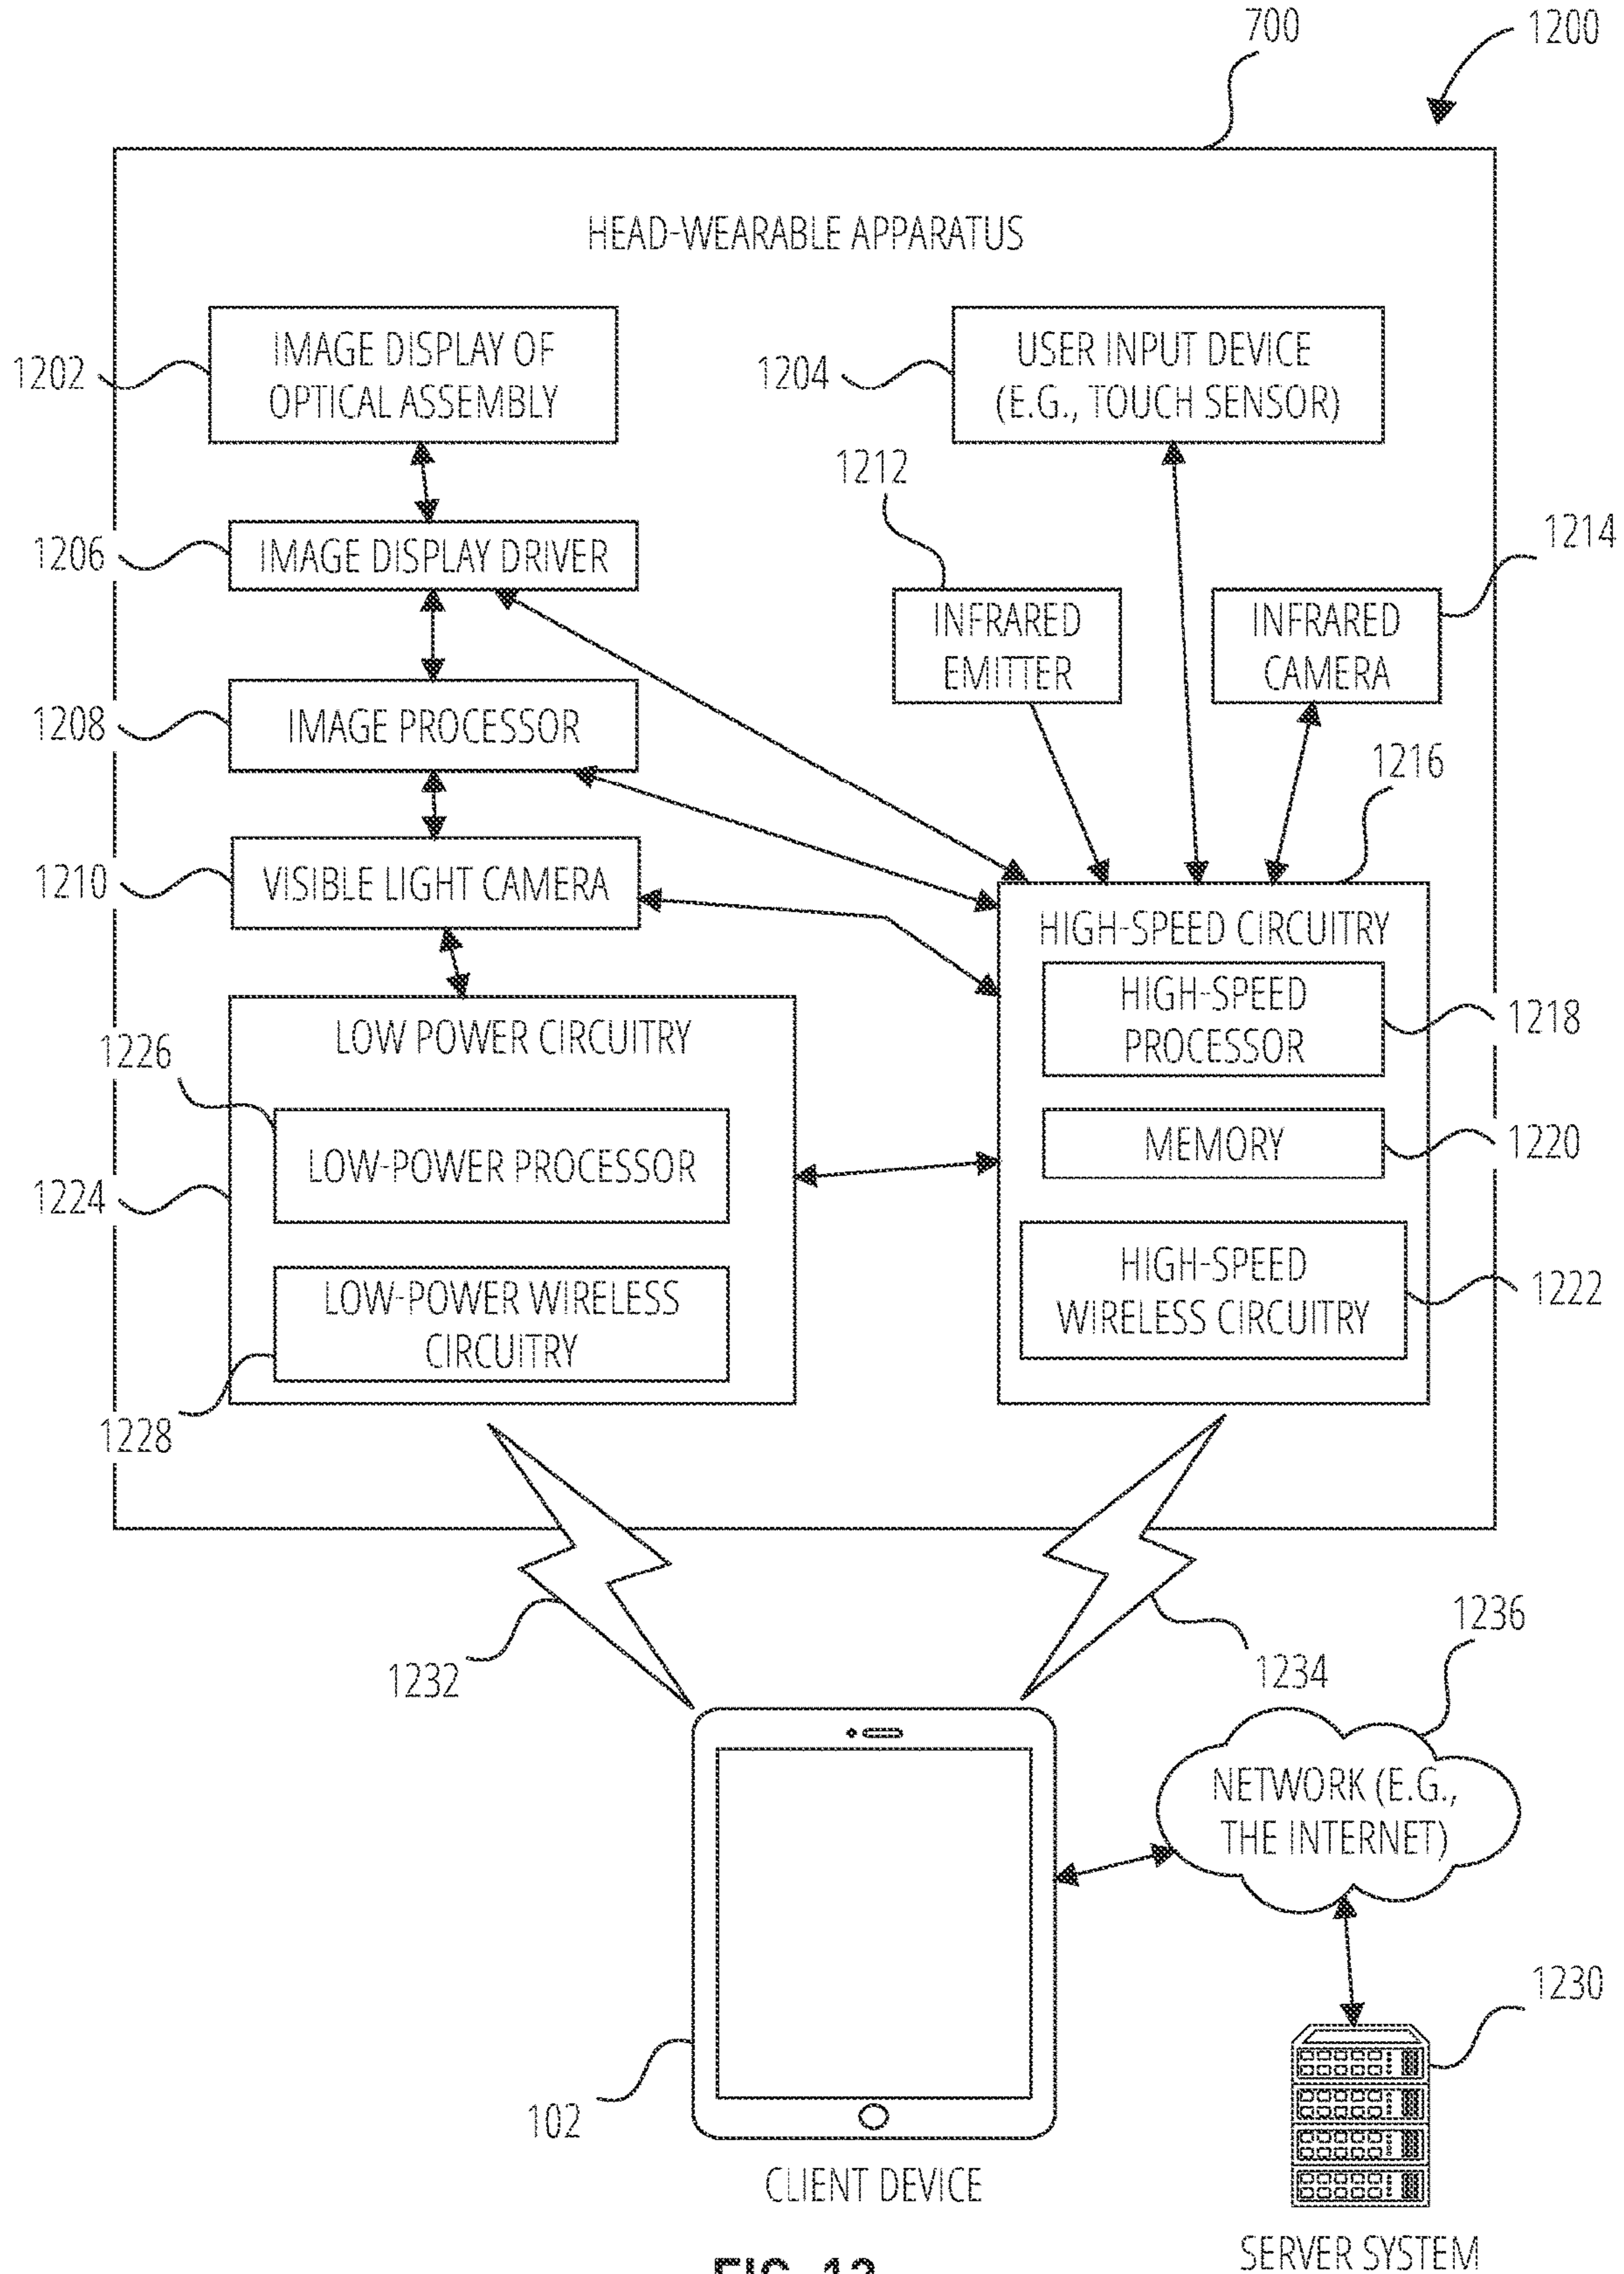 700
1200
HEAD-WEARABLE APPARATUS
1202
IMAGE DISPLAY OF
OPTICAL ASSEMBLY
1204
USER INPUT DEVICE
(E.G., TOUCH SENSOR)
1212
1214
1206
IMAGE DISPLAY DRIVER
INFRARED
EMITTER
INFRARED
CAMERA
1208
IMAGE PROCESSOR
1216
1210
VISIBLE LIGHT CAMERA
HIGH-SPEED CIRCUITRY
HIGH-SPEED
PROCESSOR
1218
LOW POWER CIRCUITRY
1226
LOW-POWER PROCESSOR
MEMORY
1220
1224
LOW-POWER WIRELESS
CIRCUITRY
HIGH-SPEED
WIRELESS CIRCUITRY
1222
1228
1232
1234
1236
NETWORK (E.G.,
THE INTERNET)
1230
102
CLIENT DEVICE
SERVER SYSTEM